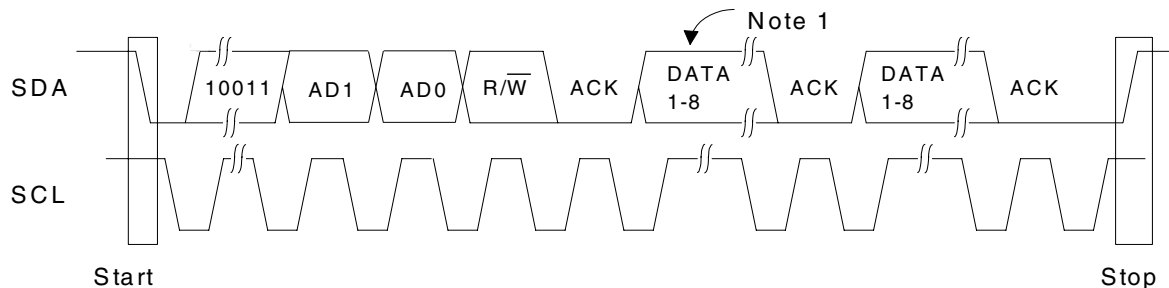 Note 1
SDA 10011 AD1 AD0 R/W̅ ACK DATA 1-8 ACK DATA 1-8 ACK
SCL
Start Stop